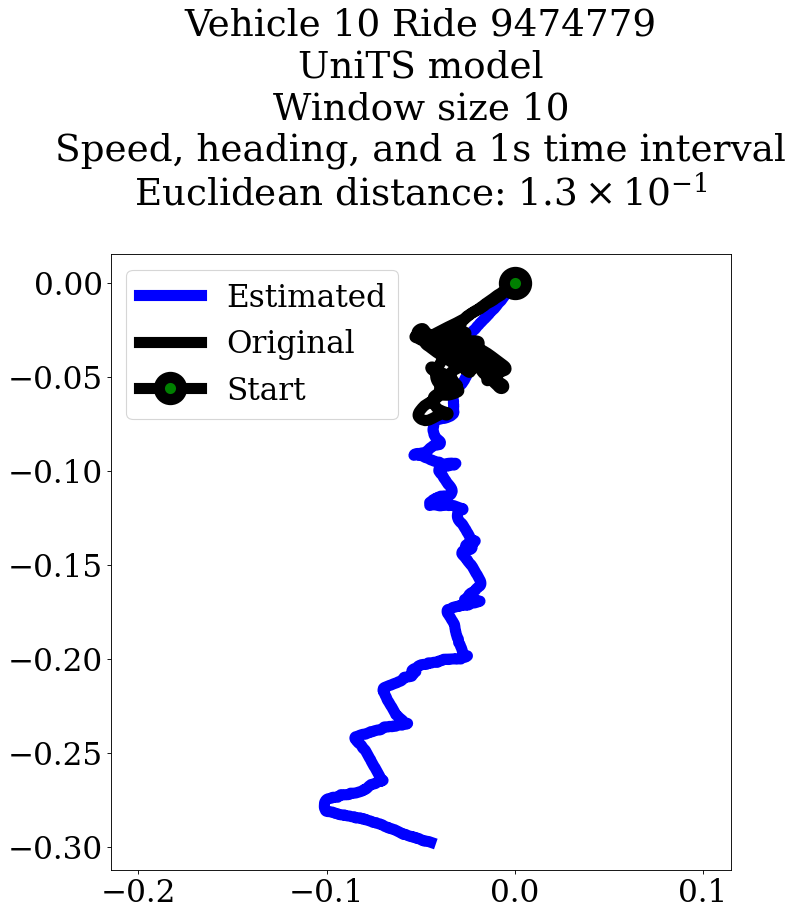 Vehicle 10 Ride 9474779
UniTS model
Window size 10
Speed, heading, and a 1s time interval
Euclidean distance: 1.3 × 10⁻¹
Estimated
Original
Start
0.00
−0.05
−0.10
−0.15
−0.20
−0.25
−0.30
−0.2 −0.1 0.0 0.1